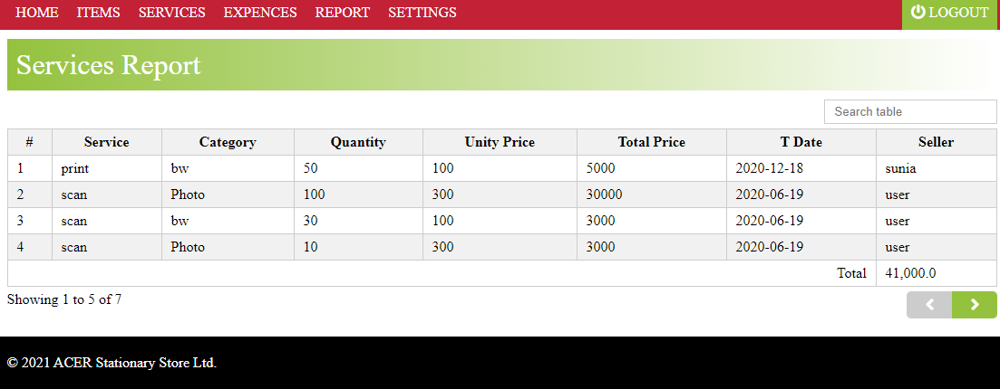 HOME ITEMS SERVICES EXPENCES REPORT SETTINGS LOGOUT
Services Report
Search table
# Service Category Quantity Unity Price Total Price T Date Seller
1 print bw 50 100 5000 2020-12-18 sunia
2 scan Photo 100 300 30000 2020-06-19 user
3 scan bw 30 100 3000 2020-06-19 user
4 scan Photo 10 300 3000 2020-06-19 user
Total 41,000.0
Showing 1 to 5 of 7
© 2021 ACER Stationary Store Ltd.